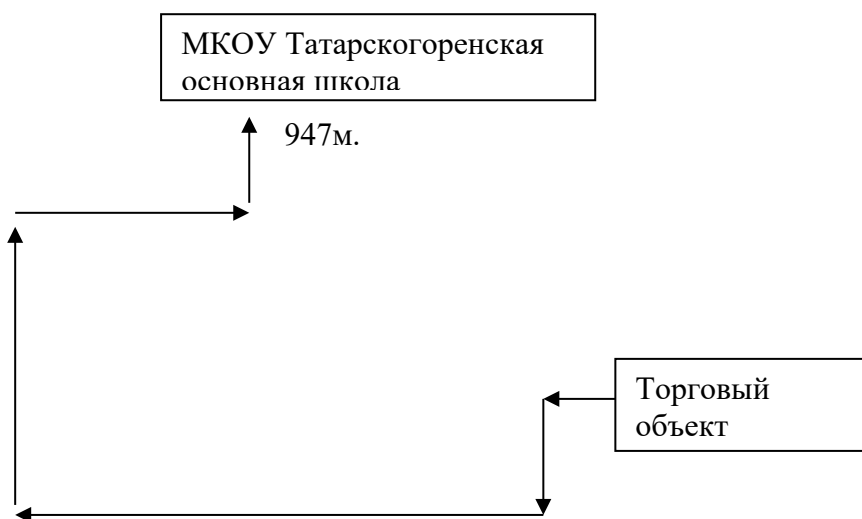 МКОУ Татарскогоренская
основная школа
947м.
Торговый
объект